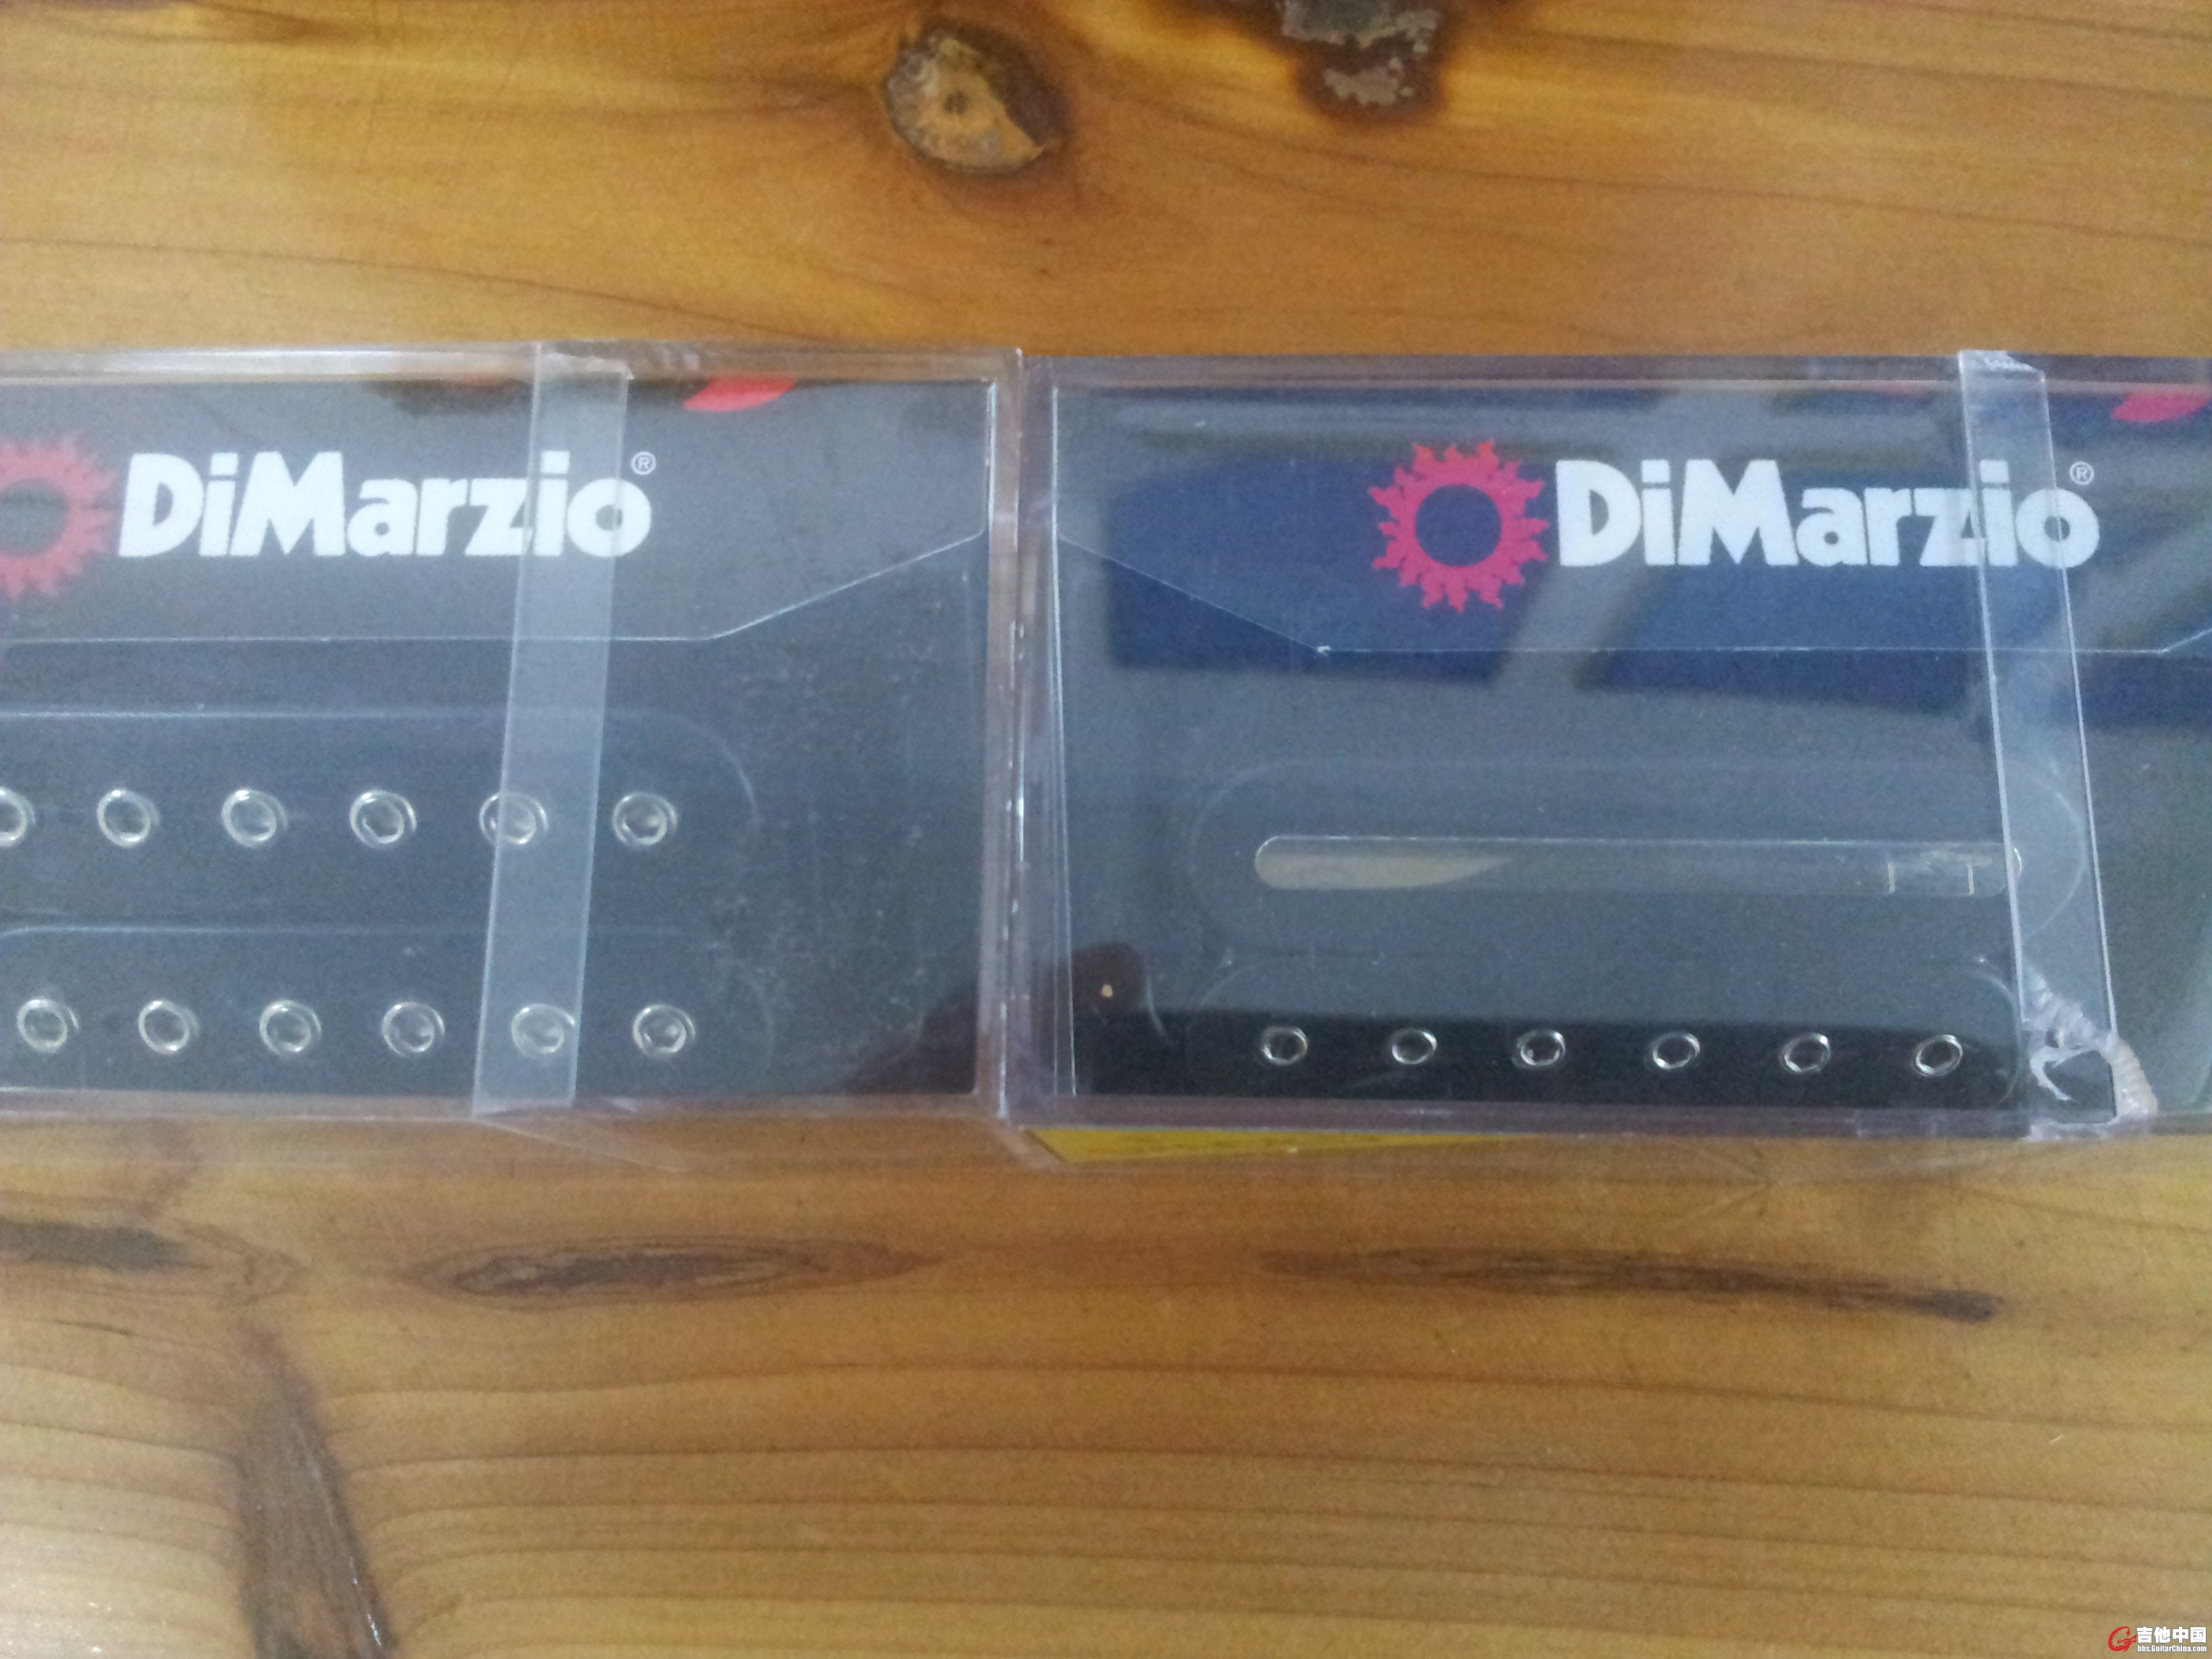 DiMarzio®
DiMarzio®
吉他中国
bbs.GuitarChina.com